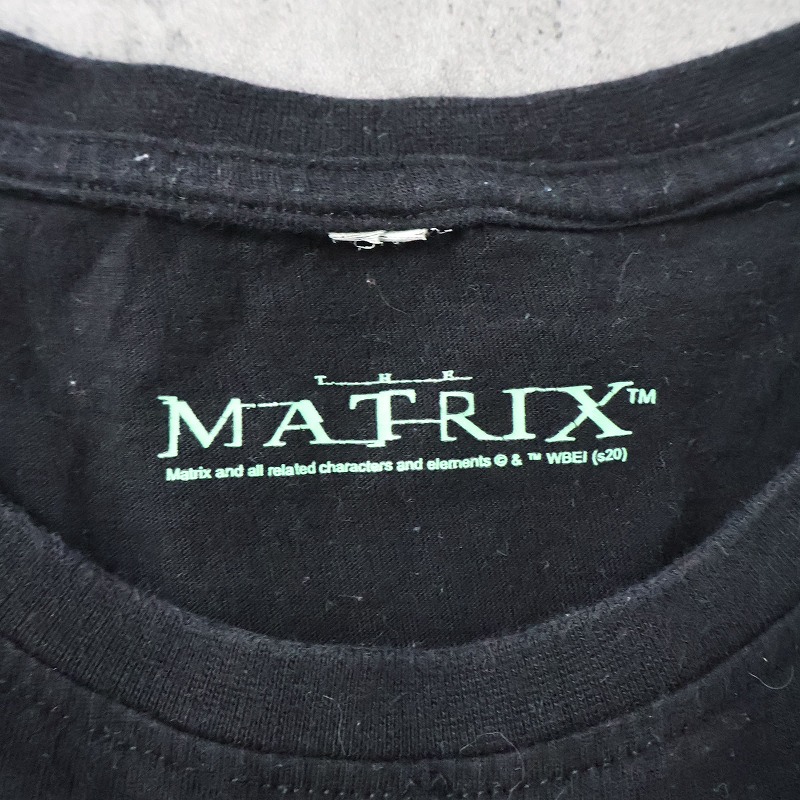 THE
MATRIX™
Matrix and all related characters and elements © & ™ WBEI (s20)